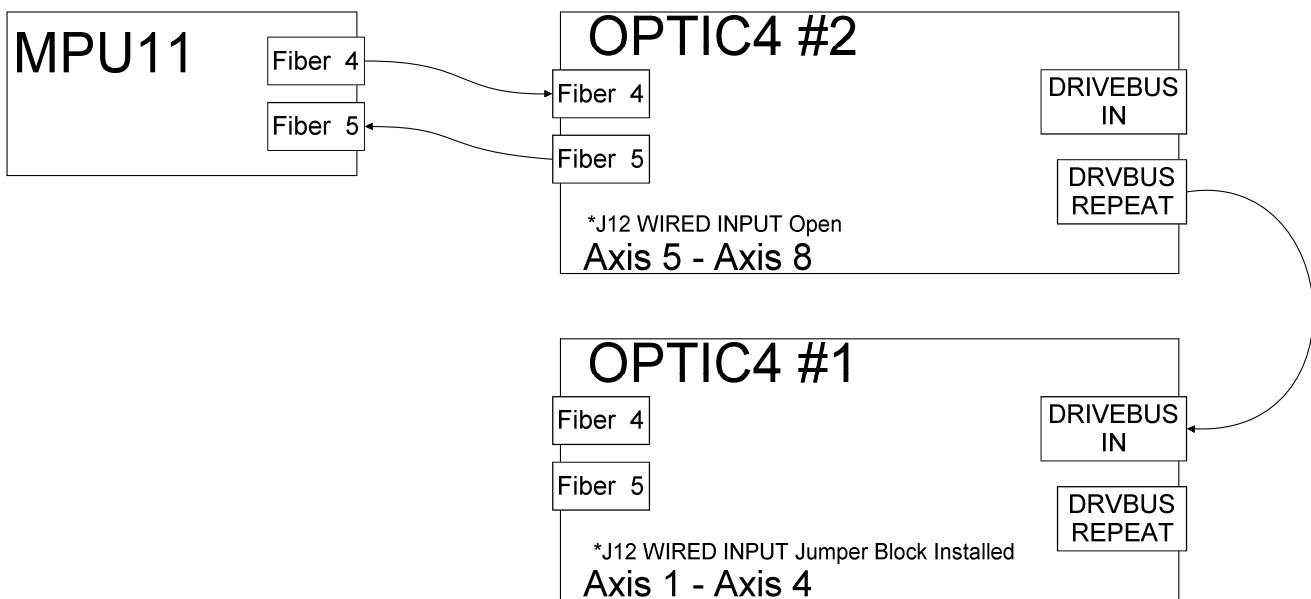 MPU11
Fiber 4
Fiber 5
OPTIC4 #2
Fiber 4
Fiber 5
DRIVEBUS
IN
DRVBUS
REPEAT
*J12 WIRED INPUT Open
Axis 5 - Axis 8
OPTIC4 #1
Fiber 4
Fiber 5
DRIVEBUS
IN
DRVBUS
REPEAT
*J12 WIRED INPUT Jumper Block Installed
Axis 1 - Axis 4